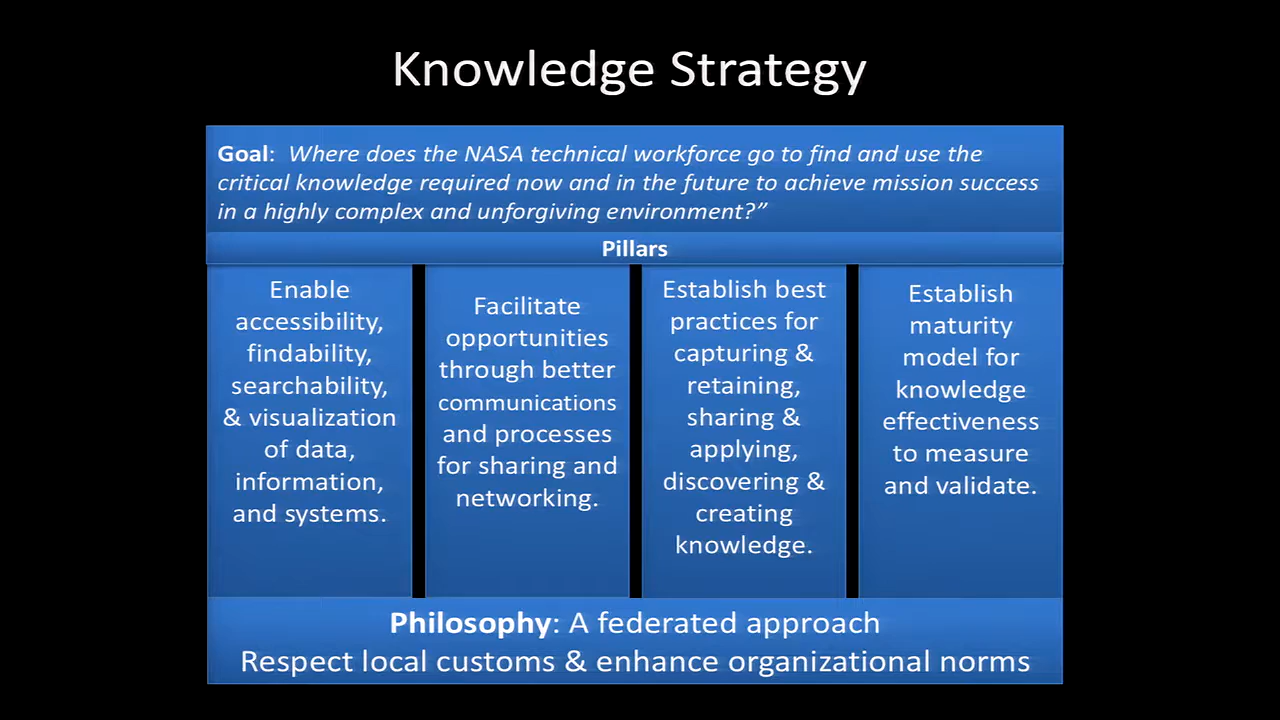 Knowledge Strategy
Goal: Where does the NASA technical workforce go to find and use the
critical knowledge required now and in the future to achieve mission success
in a highly complex and unforgiving environment?”
Pillars
Enable
accessibility,
findability,
searchability,
& visualization
of data,
information,
and systems.
Facilitate
opportunities
through better
communications
and processes
for sharing and
networking.
Establish best
practices for
capturing &
retaining,
sharing &
applying,
discovering &
creating
knowledge.
Establish
maturity
model for
knowledge
effectiveness
to measure
and validate.
Philosophy: A federated approach
Respect local customs & enhance organizational norms